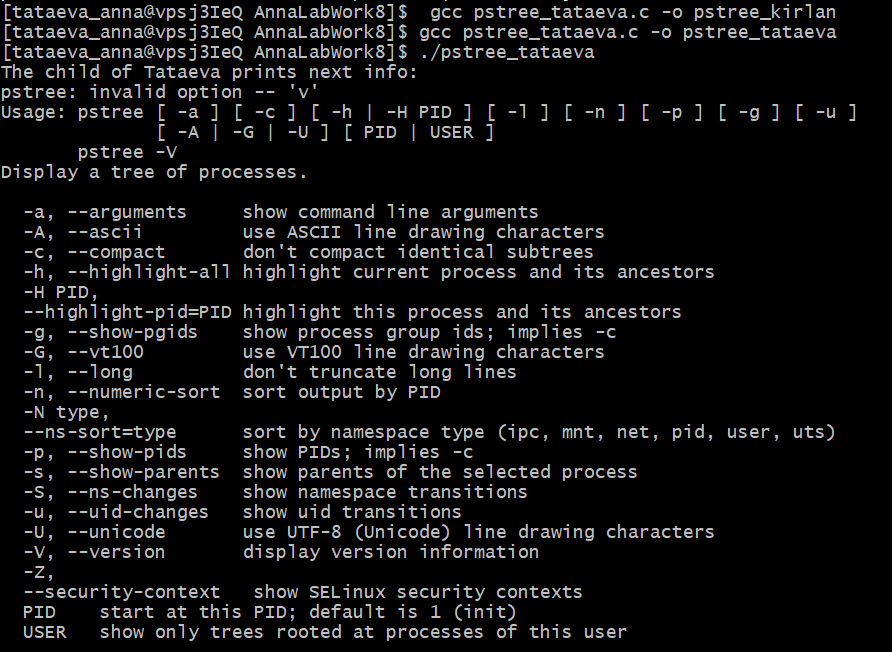 [tataeva_anna@vpsj3IeQ AnnaLabWork8]$  gcc pstree_tataeva.c -o pstree_kirlan
[tataeva_anna@vpsj3IeQ AnnaLabWork8]$ gcc pstree_tataeva.c -o pstree_tataeva
[tataeva_anna@vpsj3IeQ AnnaLabWork8]$ ./pstree_tataeva
The child of Tataeva prints next info:
pstree: invalid option -- 'v'
Usage: pstree [ -a ] [ -c ] [ -h | -H PID ] [ -l ] [ -n ] [ -p ] [ -g ] [ -u ]
              [ -A | -G | -U ] [ PID | USER ]
       pstree -V
Display a tree of processes.

  -a, --arguments     show command line arguments
  -A, --ascii         use ASCII line drawing characters
  -c, --compact       don't compact identical subtrees
  -h, --highlight-all highlight current process and its ancestors
  -H PID,
  --highlight-pid=PID highlight this process and its ancestors
  -g, --show-pgids    show process group ids; implies -c
  -G, --vt100         use VT100 line drawing characters
  -l, --long          don't truncate long lines
  -n, --numeric-sort  sort output by PID
  -N type,
  --ns-sort=type      sort by namespace type (ipc, mnt, net, pid, user, uts)
  -p, --show-pids     show PIDs; implies -c
  -s, --show-parents  show parents of the selected process
  -S, --ns-changes    show namespace transitions
  -u, --uid-changes   show uid transitions
  -U, --unicode       use UTF-8 (Unicode) line drawing characters
  -V, --version       display version information
  -Z,
  --security-context   show SELinux security contexts
  PID    start at this PID; default is 1 (init)
  USER   show only trees rooted at processes of this user